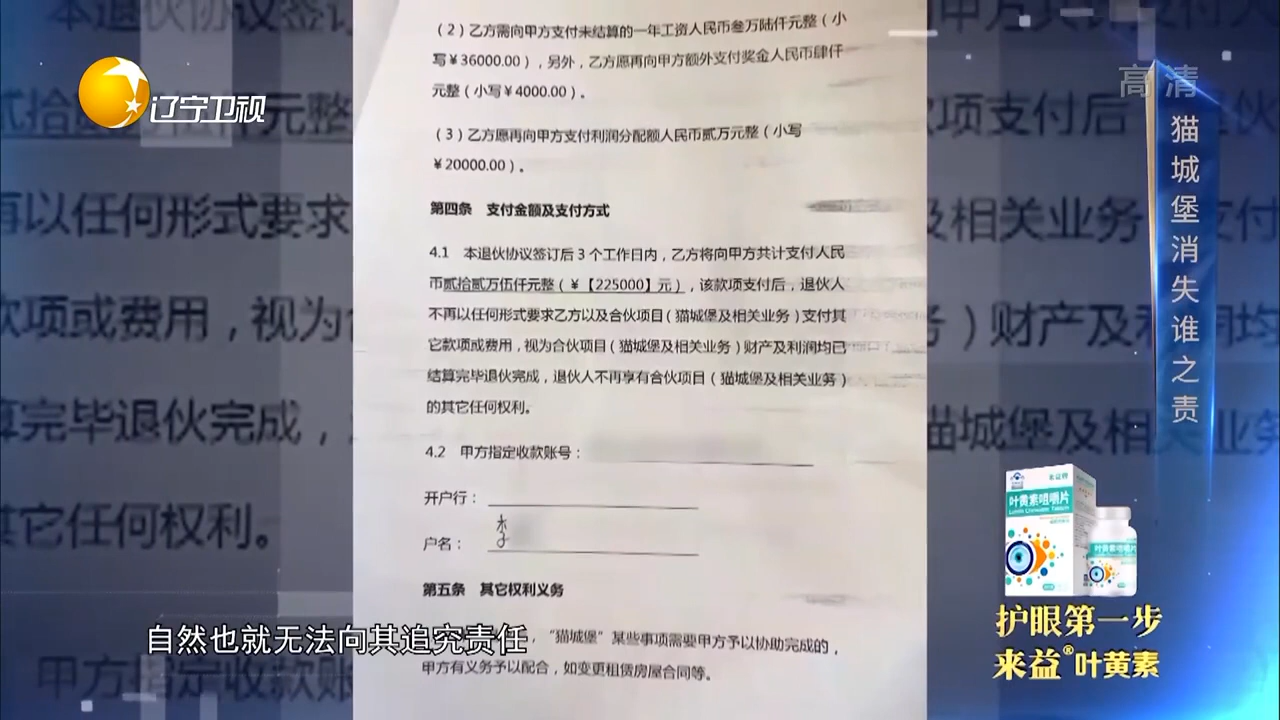 （2）乙方需向甲方支付未结算的一年工资人民币叁万陆仟元整（小
写￥36000.00），另外，乙方愿再向甲方额外支付奖金人民币肆仟
元整（小写￥4000.00）。
（3）乙方愿再向甲方支付利润分配额人民币贰万元整（小写
￥20000.00）。
第四条 支付金额及支付方式
4.1 本退伙协议签订后3个工作日内，乙方将向甲方共计支付人民
币贰拾贰万伍仟元整（￥【225000】元），该款项支付后，退伙人
不再以任何形式要求乙方以及合伙项目（猫城堡及相关业务）支付其
它款项或费用，视为合伙项目（猫城堡及相关业务）财产及利润均已
结算完毕退伙完成，退伙人不再享有合伙项目（猫城堡及相关业务）
的其它任何权利。
4.2 甲方指定收款账号：
开户行：
户名：李
第五条 其它权利义务
，“猫城堡”某些事项需要甲方予以协助完成的，
甲方有义务予以配合，如变更租赁房屋合同等。
辽宁卫视
高清
猫城堡消失谁之责
叶黄素咀嚼片
护眼第一步
来益®叶黄素
自然也就无法向其追究责任